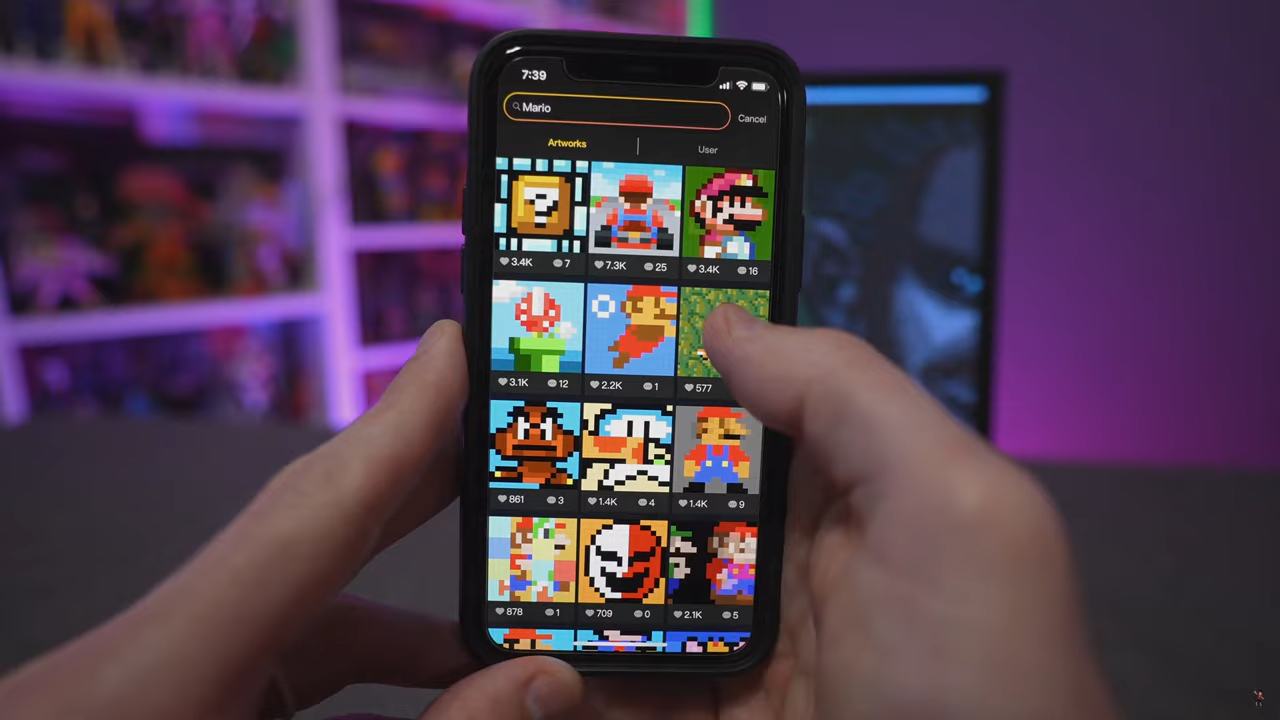 7:39
Mario
Cancel
Artworks
User
?
3.4K 7
7.3K 25
3.4K 16
3.1K 12
2.2K 1
577
861 3
1.4K 4
1.4K 9
878 1
709 0
2.1K 5